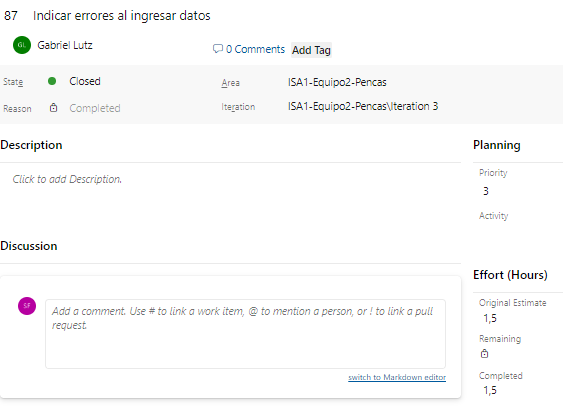 87 Indicar errores al ingresar datos
GL Gabriel Lutz 0 Comments Add Tag
State Closed Area ISA1-Equipo2-Pencas
Reason Completed Iteration ISA1-Equipo2-Pencas\Iteration 3
Description
Click to add Description.
Planning
Priority
3
Activity
Discussion
SF Add a comment. Use # to link a work item, @ to mention a person, or ! to link a pull
request.
switch to Markdown editor
Effort (Hours)
Original Estimate
1,5
Remaining
Completed
1,5